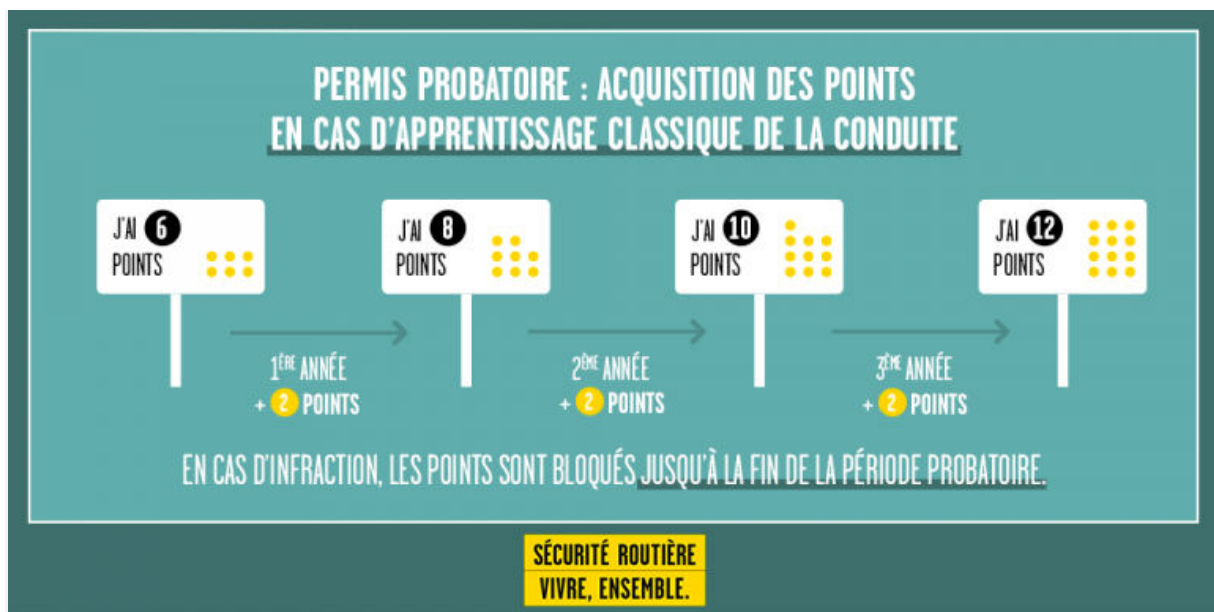 PERMIS PROBATOIRE : ACQUISITION DES POINTS
EN CAS D'APPRENTISSAGE CLASSIQUE DE LA CONDUITE
J'AI 6
POINTS
J'AI 8
POINTS
J'AI 10
POINTS
J'AI 12
POINTS
1ÈRE ANNÉE
+ 2 POINTS
2ÈME ANNÉE
+ 2 POINTS
3ÈME ANNÉE
+ 2 POINTS
EN CAS D'INFRACTION, LES POINTS SONT BLOQUÉS JUSQU'À LA FIN DE LA PÉRIODE PROBATOIRE.
SÉCURITÉ ROUTIÈRE
VIVRE, ENSEMBLE.